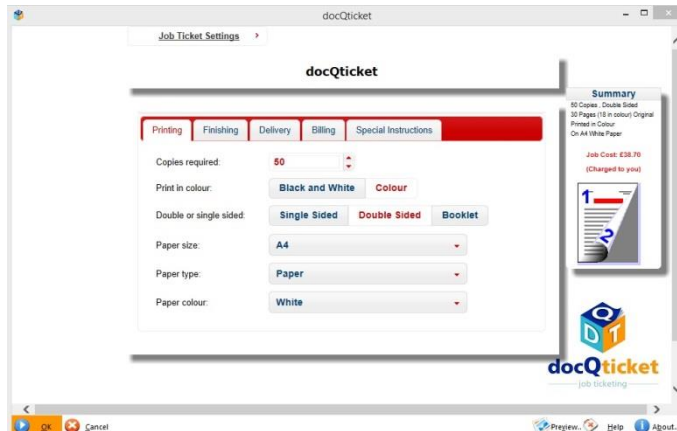 docQticket
Job Ticket Settings >
docQticket
Printing Finishing Delivery Billing Special Instructions
Copies required: 50
Print in colour: Black and White Colour
Double or single sided: Single Sided Double Sided Booklet
Paper size: A4
Paper type: Paper
Paper colour: White
Summary
50 Copies , Double Sided
30 Pages (18 in colour) Original
Printed in Colour
On A4 White Paper
Job Cost: £38.70
(Charged to you)
1
2
Q
D T
docQticket
job ticketing
OK Cancel Preview.. Help About..